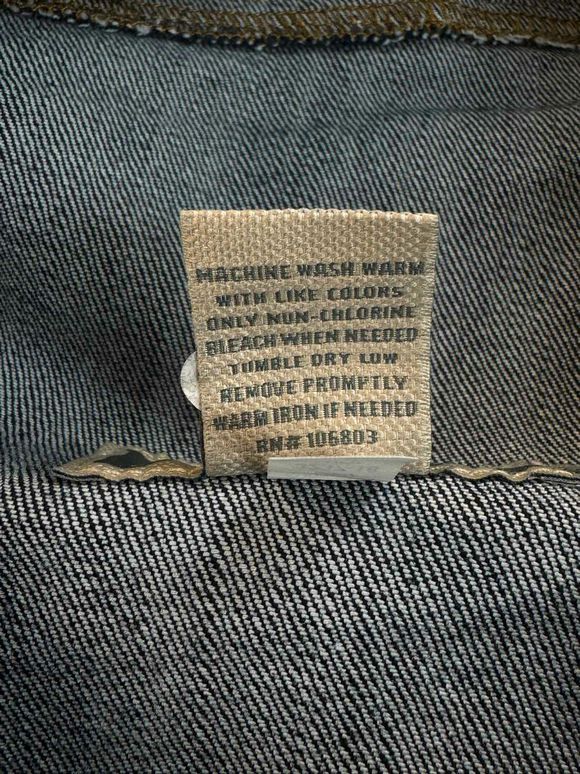 MACHINE WASH WARM
WITH LIKE COLORS
ONLY NON-CHLORINE
BLEACH WHEN NEEDED
TUMBLE DRY LOW
REMOVE PROMPTLY
WARM IRON IF NEEDED
RN# 106803